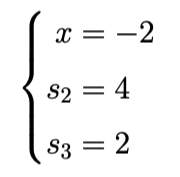 x = −2
s₂ = 4
s₃ = 2